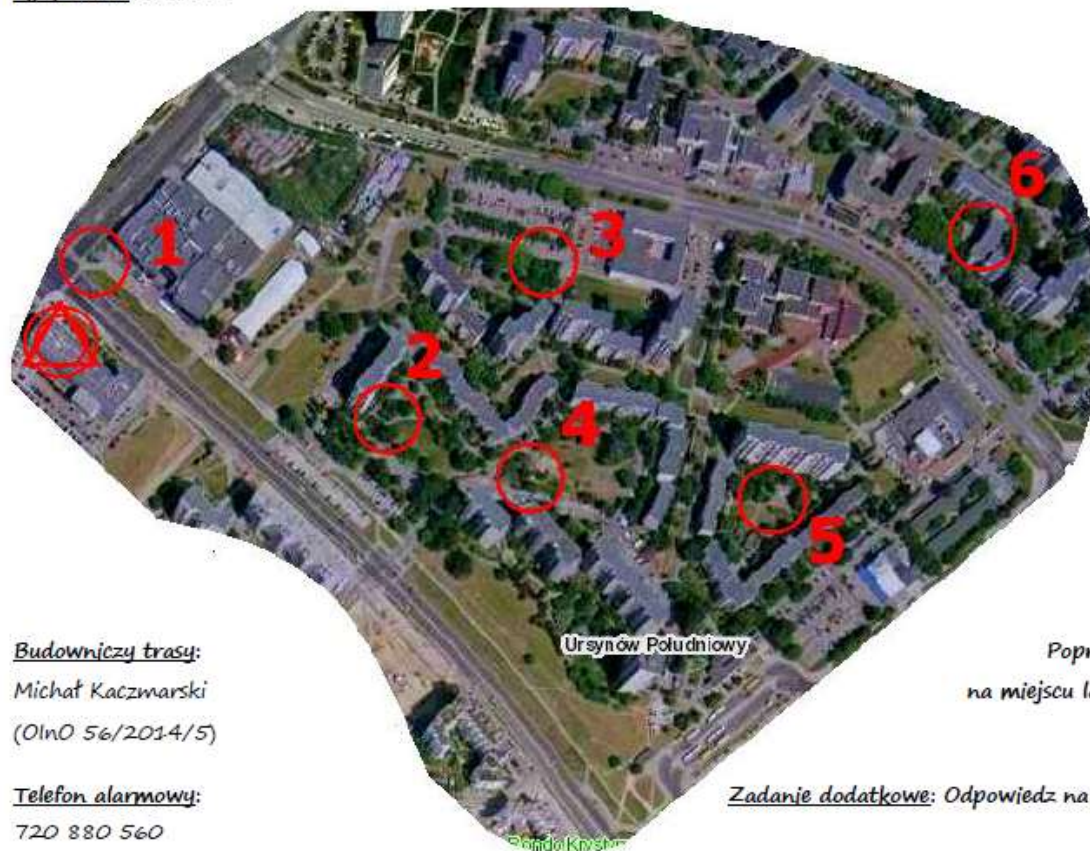 1
2
3
4
5
6
Ursynów Południowy
Budowniczy trasy:
Michał Kaczmarski
(OInO 56/2014/5)
na miejscu
Telefon alarmowy:
720 880 560
Zadanie dodatkowe: Odpowiedz na
Rondo